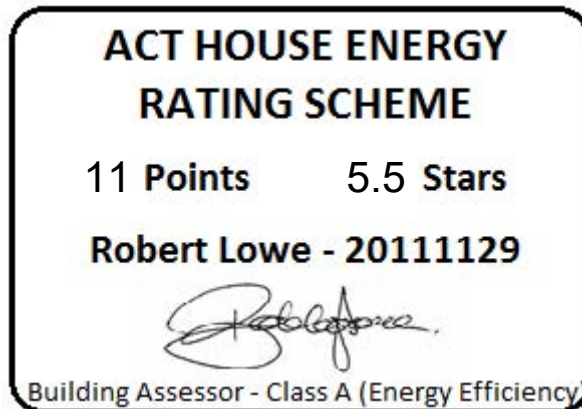 ACT HOUSE ENERGY
RATING SCHEME
11 Points 5.5 Stars
Robert Lowe - 20111129
Building Assessor - Class A (Energy Efficiency)